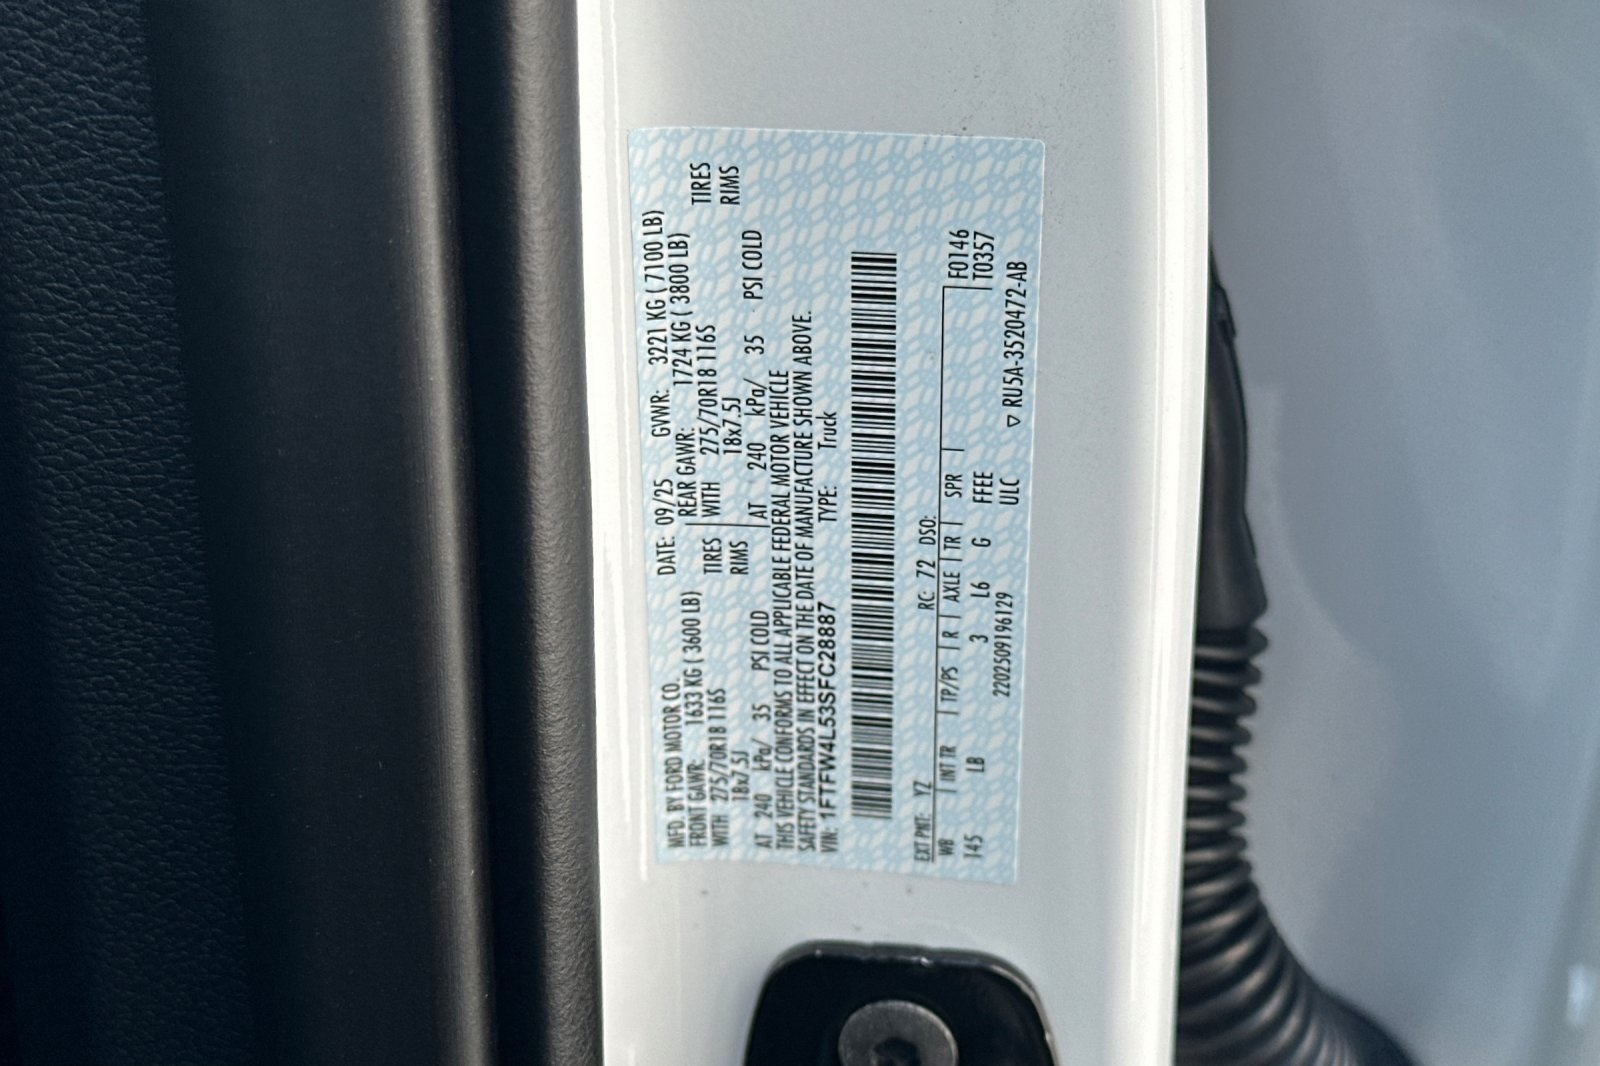 MFD. BY FORD MOTOR CO. DATE: 09/25 GVWR: 3221 KG ( 7100 LB)
FRONT GAWR: 1633 KG ( 3600 LB) REAR GAWR: 1724 KG ( 3800 LB)
WITH 275/70R18 116S TIRES WITH 275/70R18 116S TIRES
18x7.5J RIMS 18x7.5J RIMS
AT 240 kPa/ 35 PSI COLD AT 240 kPa/ 35 PSI COLD
THIS VEHICLE CONFORMS TO ALL APPLICABLE FEDERAL MOTOR VEHICLE
SAFETY STANDARDS IN EFFECT ON THE DATE OF MANUFACTURE SHOWN ABOVE.
VIN: 1FTFW4L53SFC28887 TYPE: Truck
EXT PNT: YZ RC: 72 DSO:
WB | INT TR | TP/PS | R | AXLE | TR | SPR | F0146
145 LB 3 L6 G FFEE T0357
2202509196129 ULC ▽ RU5A-3520472-AB